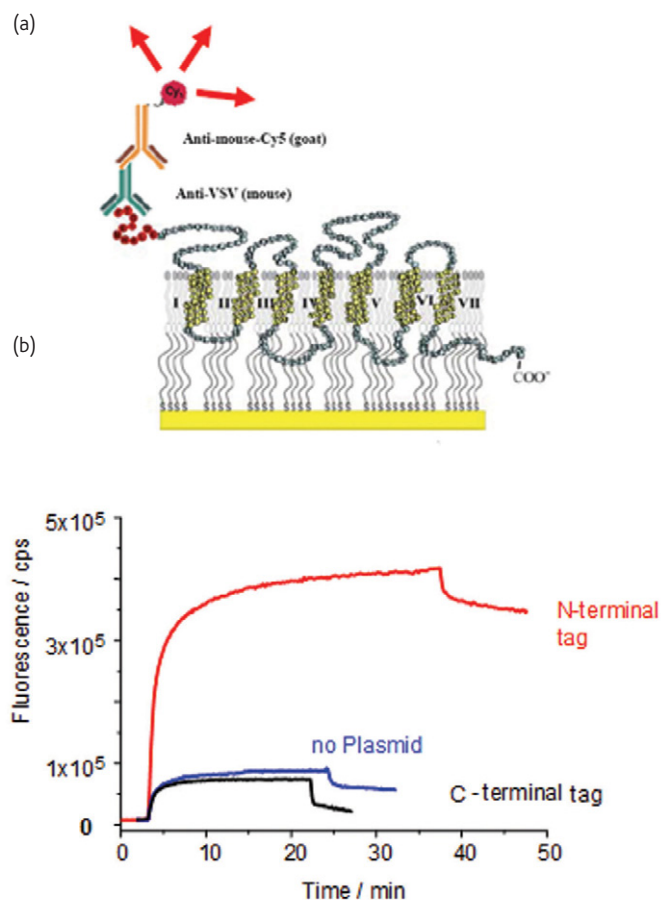 (a)
Cy5
Anti-mouse-Cy5 (goat)
Anti-VSV (mouse)
I II III IV V VI VII
(b)
COO⁻
S S S S S S S S S S S S S S S S S S S S S S S S S S S S
5x10⁵
3x10⁵
1x10⁵
0
Fluorescence / cps
N-terminal
tag
no Plasmid
C-terminal tag
0 10 20 30 40 50
Time / min